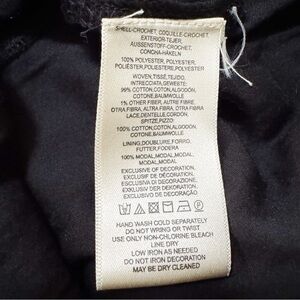 SHELL-CROCHET, COQUILLE-CROCHET,
EXTERIOR-TEJER,
AUSSENSTOFF-CROCHET,
CONCHA-HÄKELN
100% POLYESTER, POLYESTER,
POLIÉSTER, POLIESTERE, POLYESTER
WOVEN, TISSÉ, TEJIDO,
INTRECCIATA, GEWEBTE:
99% COTTON, COTON, ALGODÓN,
COTONE, BAUMWOLLE
1% OTHER FIBER, AUTRE FIBRE,
OTRA FIBRA, ALTRA FIBRA, OTRA FIBRA
LACE, DENTELLE, CORDÓN,
SPITZE, PIZZO:
100% COTTON, COTON, ALGODÓN,
COTONE, BAUMWOLLE
LINING, DOUBLURE, FORRO,
FUTTER, FODERA
100% MODAL, MODAL, MODAL,
MODAL, MODAL
EXCLUSIVE OF DECORATION,
EXCLUSIF DE DÉCORATION,
EXCLUSIVA DE DECORACIÓN,
EXKLUSIV DER DEKORATION,
ESCLUSIVO DI DECORAZIONE
HAND WASH COLD SEPARATELY
DO NOT WRING OR TWIST
USE ONLY NON-CHLORINE BLEACH
LINE DRY
LOW IRON AS NEEDED
DO NOT IRON DECORATION
MAY BE DRY CLEANED